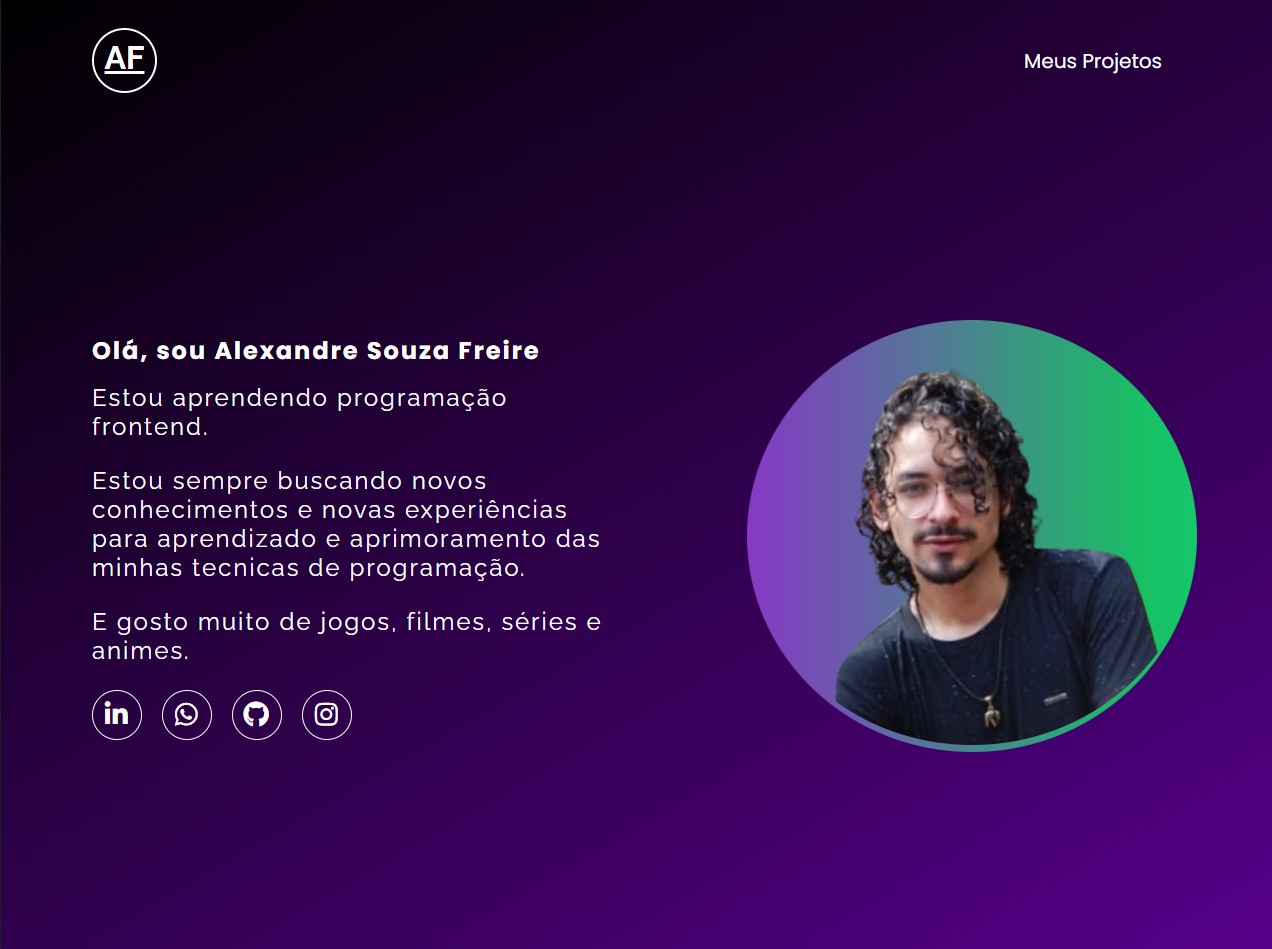 AF
Meus Projetos
Olá, sou Alexandre Souza Freire
Estou aprendendo programação
frontend.
Estou sempre buscando novos
conhecimentos e novas experiências
para aprendizado e aprimoramento das
minhas tecnicas de programação.
E gosto muito de jogos, filmes, séries e
animes.
in